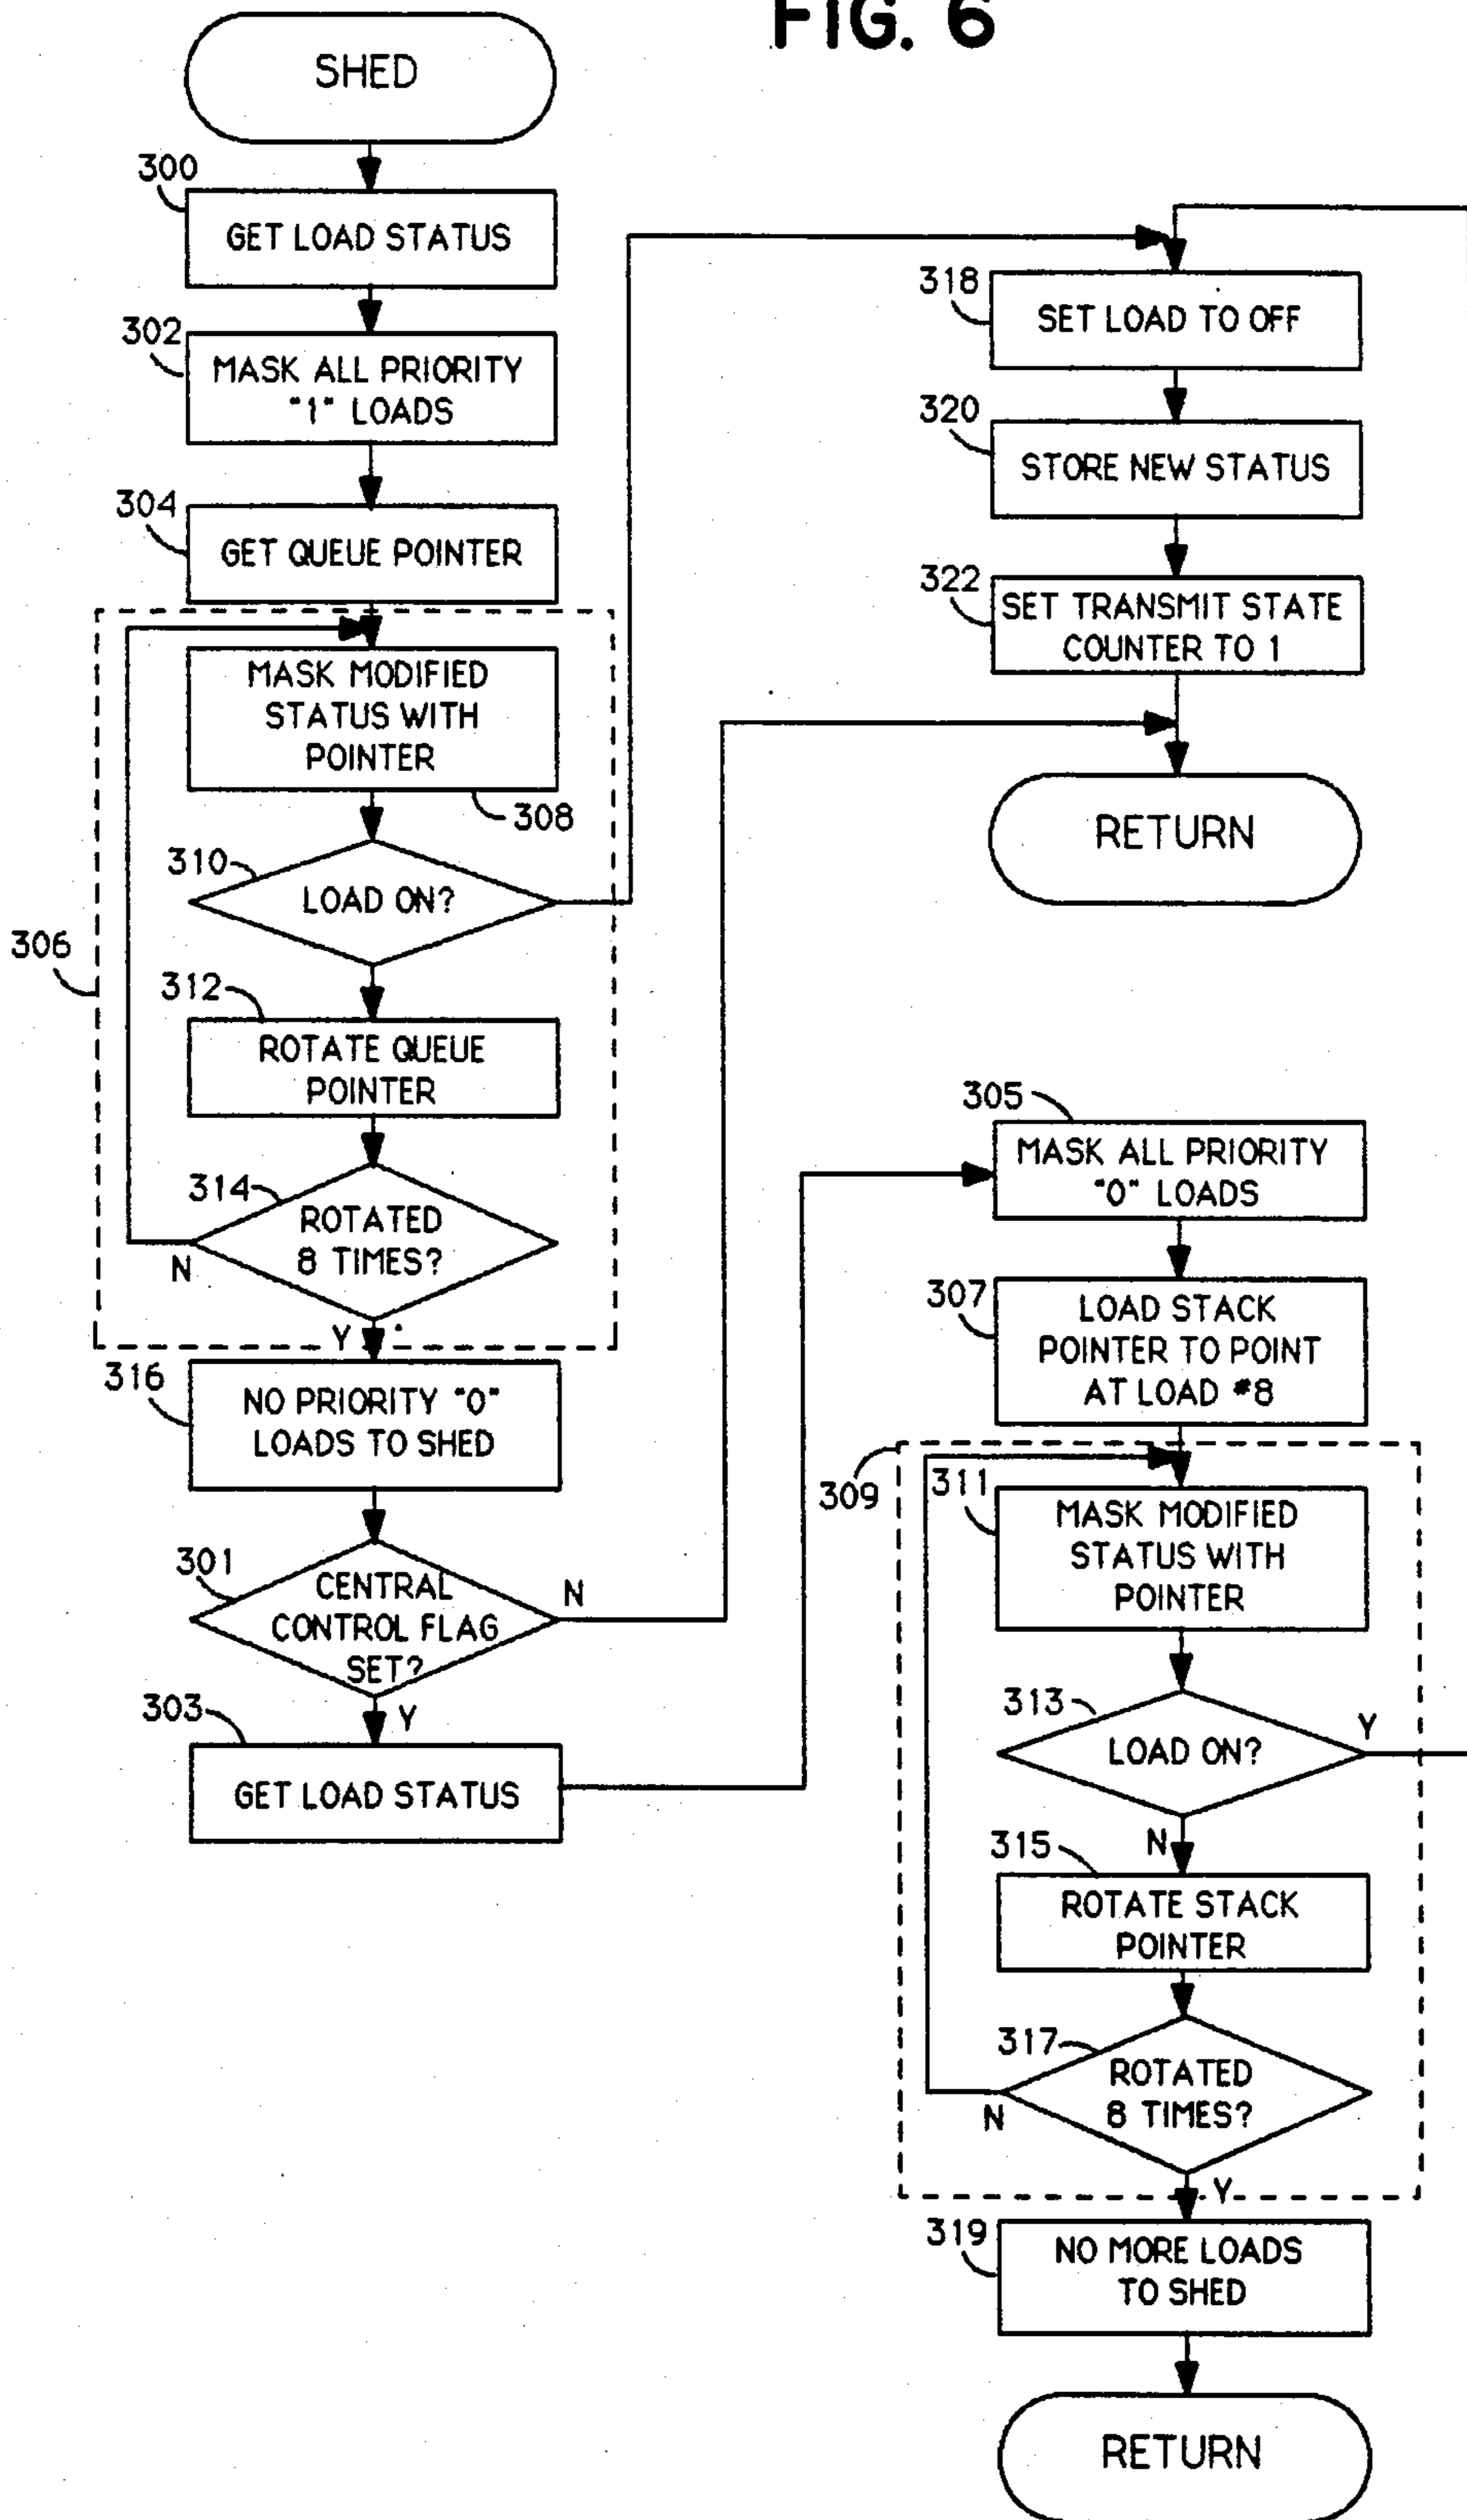 FIG. 6
SHED
300
GET LOAD STATUS
302
MASK ALL PRIORITY
"1" LOADS
304
GET QUEUE POINTER
306
MASK MODIFIED
STATUS WITH
POINTER
308
310
LOAD ON?
312
ROTATE QUEUE
POINTER
314
ROTATED
8 TIMES?
N
Y
316
NO PRIORITY "0"
LOADS TO SHED
301
CENTRAL
CONTROL FLAG
SET?
N
Y
303
GET LOAD STATUS
318
SET LOAD TO OFF
320
STORE NEW STATUS
322
SET TRANSMIT STATE
COUNTER TO 1
RETURN
305
MASK ALL PRIORITY
"0" LOADS
307
LOAD STACK
POINTER TO POINT
AT LOAD #8
309
311
MASK MODIFIED
STATUS WITH
POINTER
313
LOAD ON?
Y
N
315
ROTATE STACK
POINTER
317
ROTATED
8 TIMES?
N
Y
319
NO MORE LOADS
TO SHED
RETURN